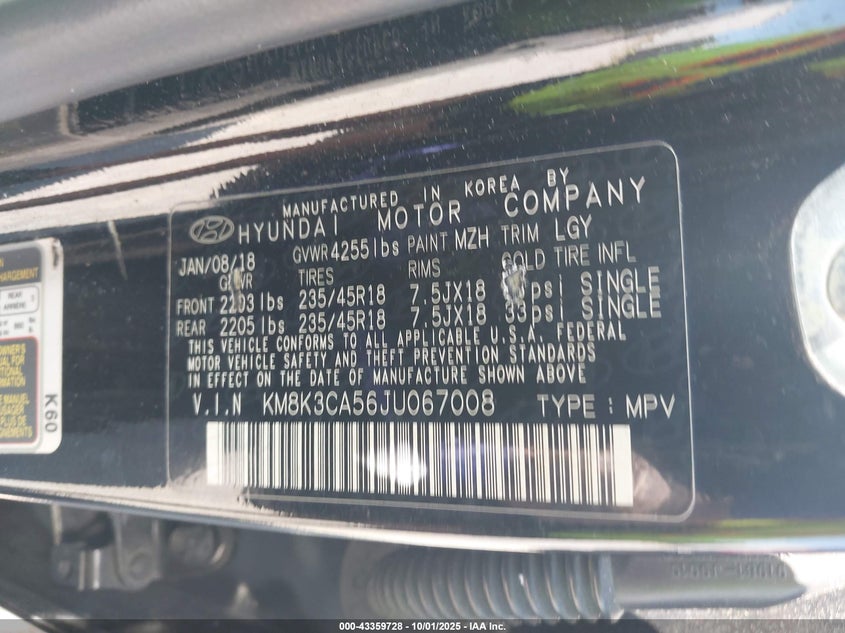 MANUFACTURED IN KOREA BY
HYUNDAI MOTOR COMPANY
JAN/08/18 GVWR 4255 lbs PAINT MZH TRIM LGY
TIRES RIMS COLD TIRE INFL
FRONT 2203 lbs 235/45R18 7.5JX18 psi SINGLE
REAR 2205 lbs 235/45R18 7.5JX18 33psi SINGLE
THIS VEHICLE CONFORMS TO ALL APPLICABLE U.S.A. FEDERAL
MOTOR VEHICLE SAFETY AND THEFT PREVENTION STANDARDS
IN EFFECT ON THE DATE OF MANUFACTURE SHOWN ABOVE
V.I.N KM8K3CA56JU067008 TYPE : MPV
K60
000-43359728 - 10/01/2025 - IAA Inc.